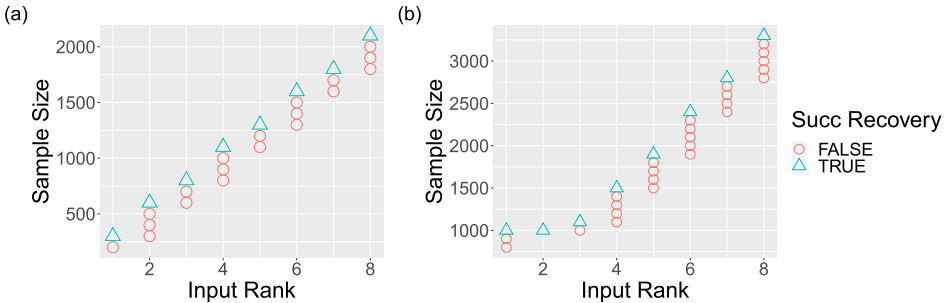 (a)
Sample Size
2000
1500
1000
500
2 4 6 8
Input Rank
(b)
Sample Size
3000
2500
2000
1500
1000
2 4 6 8
Input Rank
Succ Recovery
FALSE
TRUE